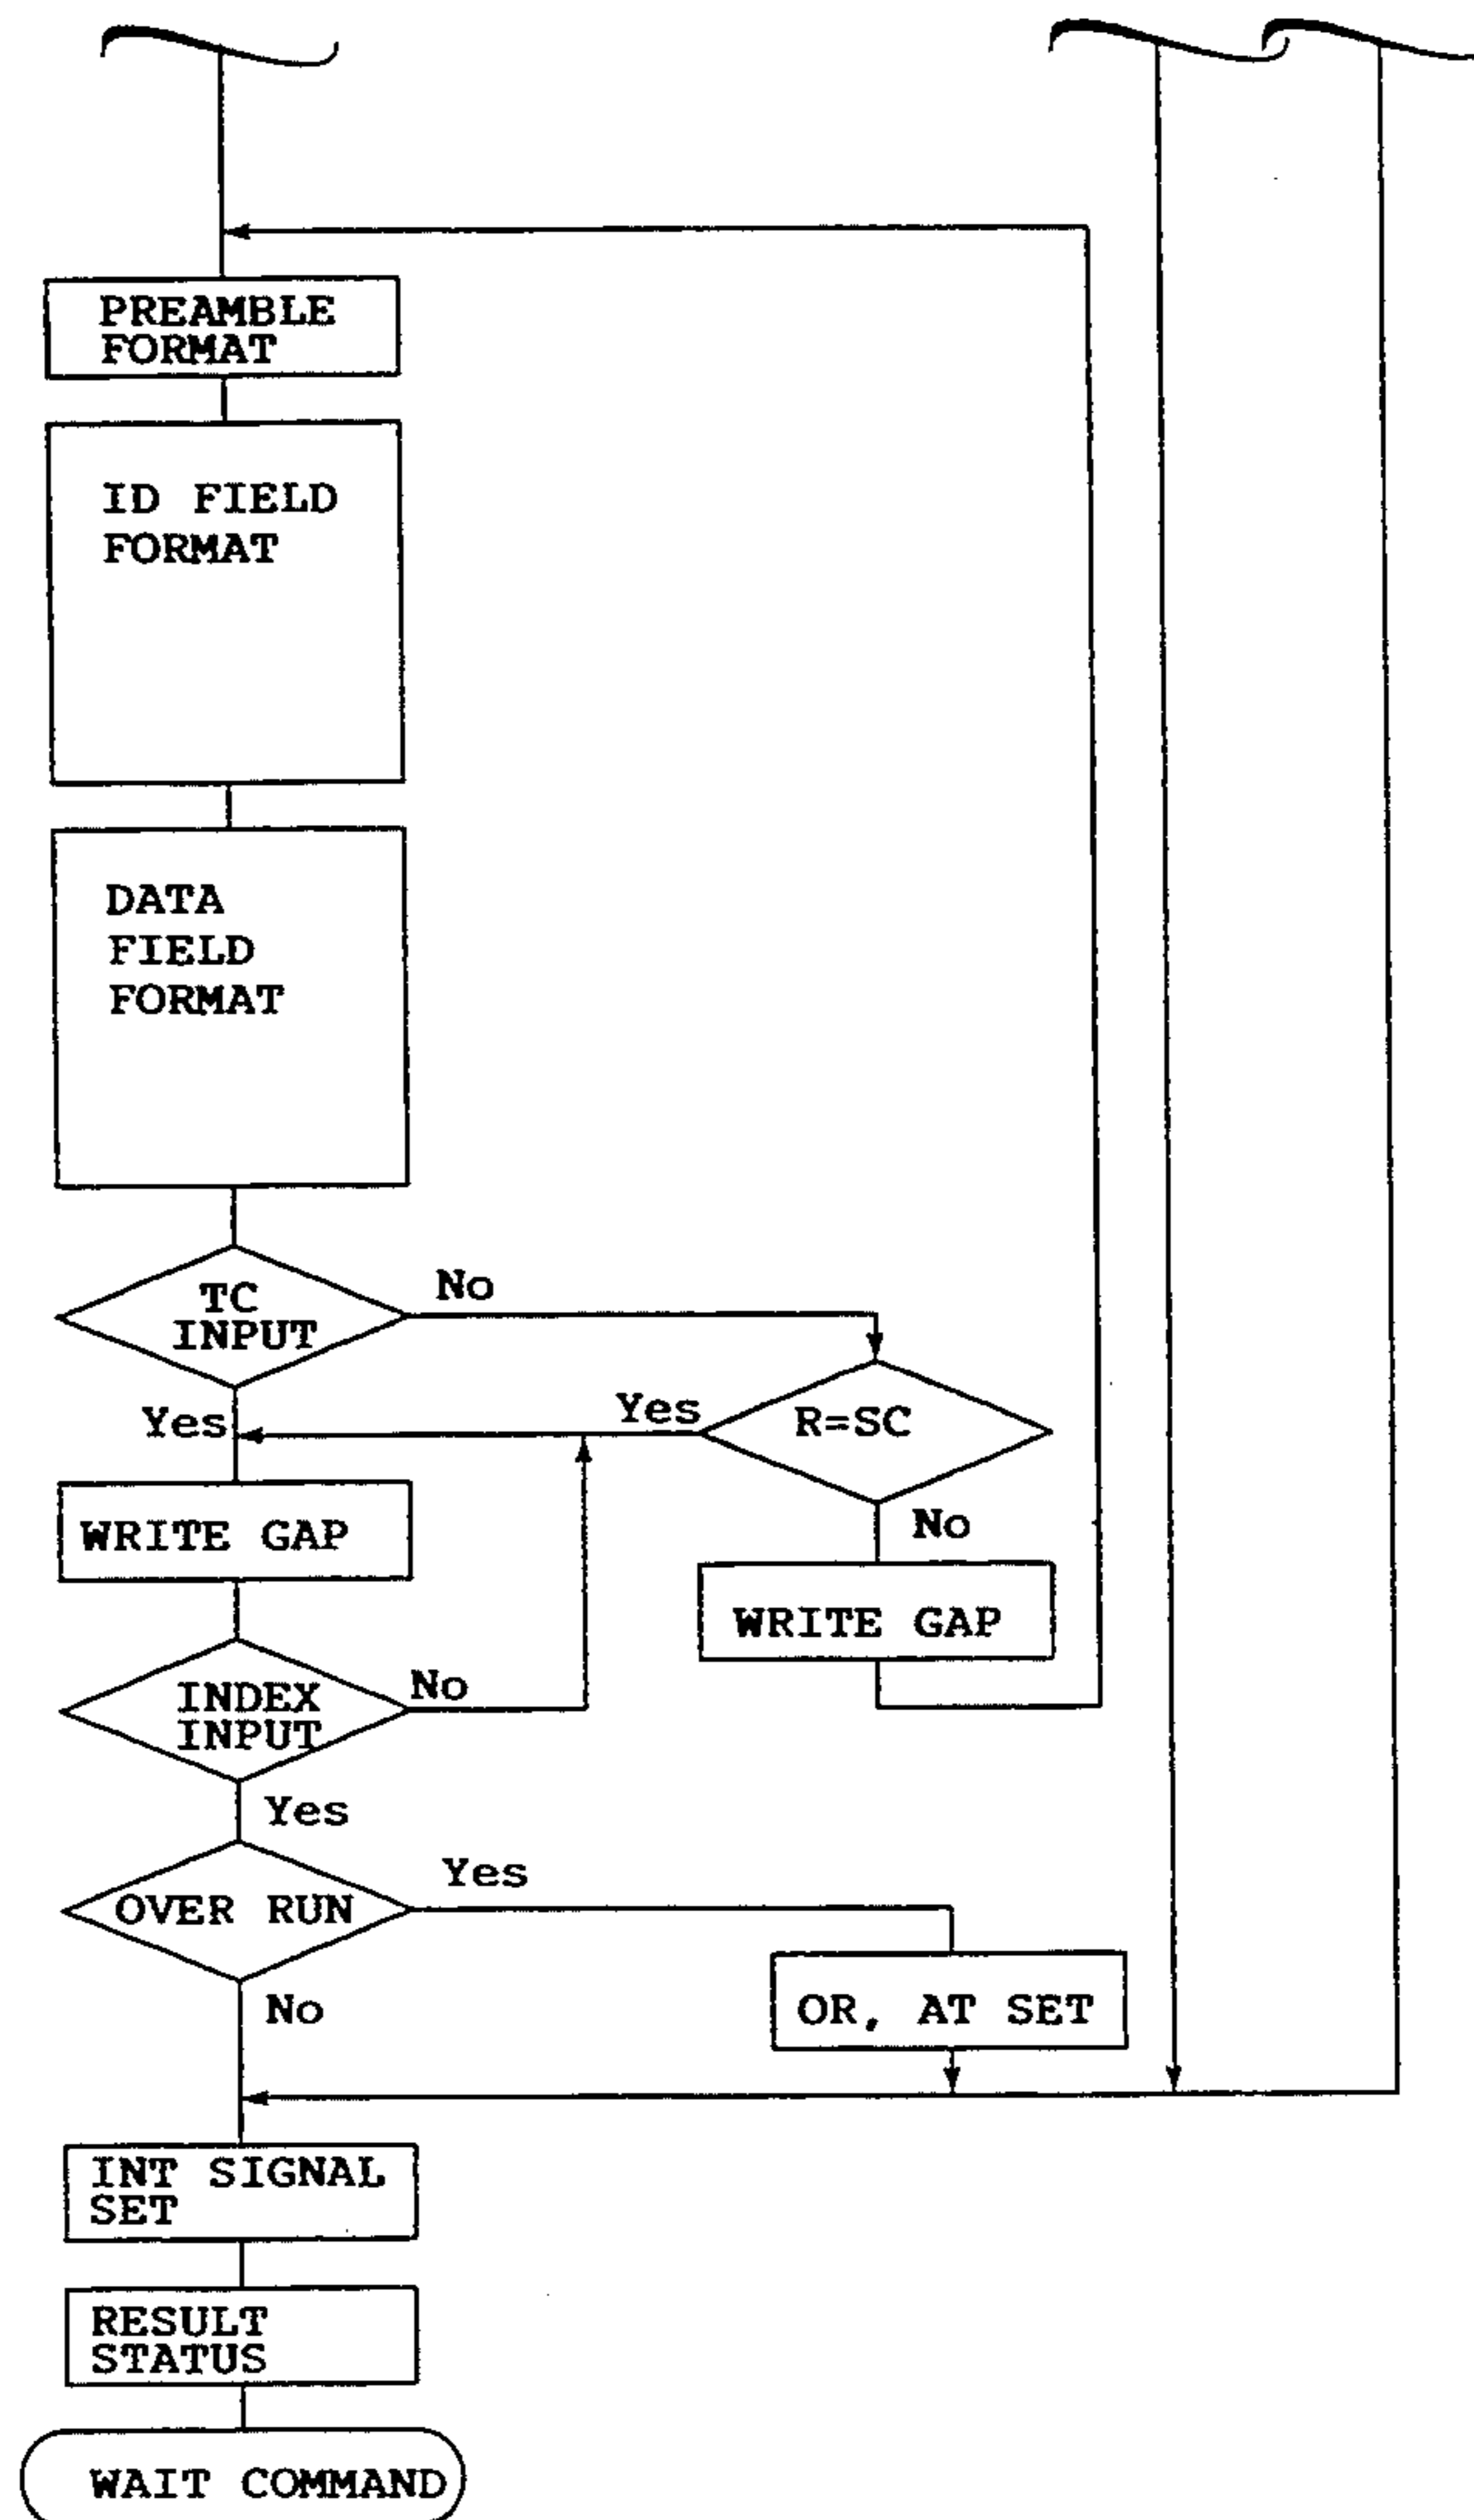 PREAMBLE
FORMAT
ID FIELD
FORMAT
DATA
FIELD
FORMAT
TC
INPUT
No
Yes
Yes
R=SC
No
WRITE GAP
WRITE GAP
INDEX
INPUT
No
Yes
OVER RUN
Yes
No
OR, AT SET
INT SIGNAL
SET
RESULT
STATUS
WAIT COMMAND